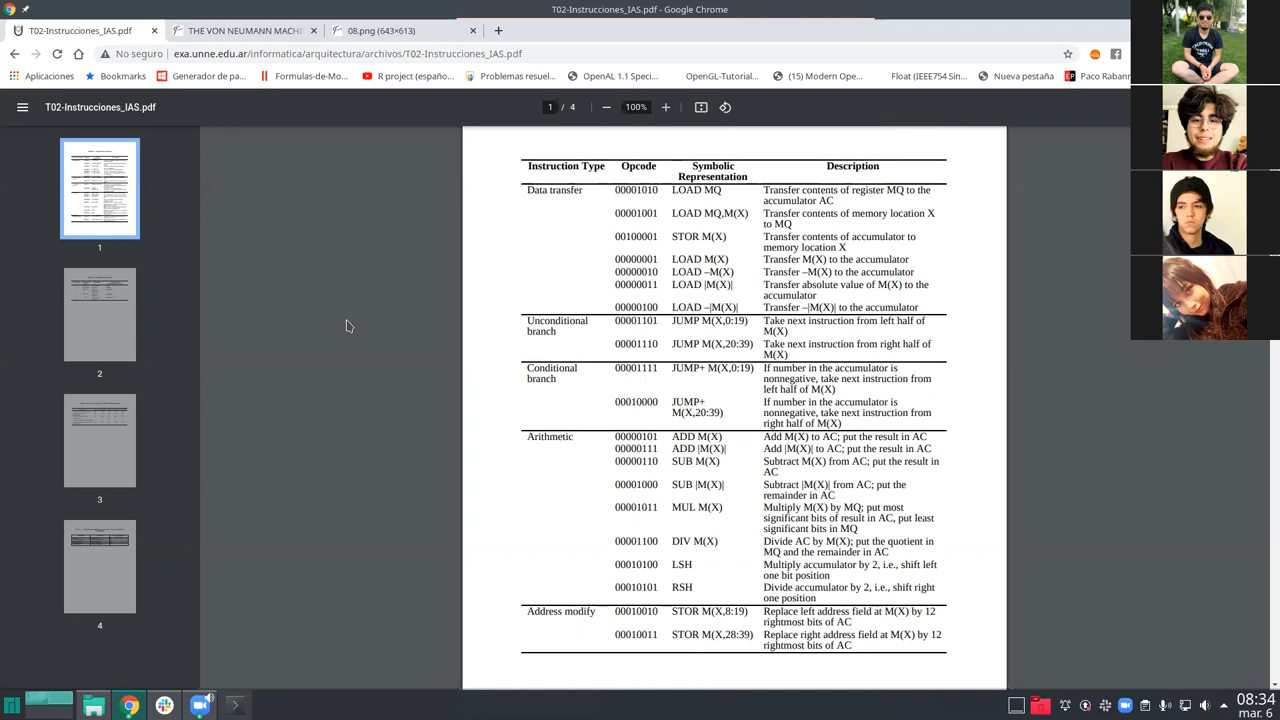 T02-Instrucciones_IAS.pdf - Google Chrome
T02-Instrucciones_IAS.pdf
THE VON NEUMANN MACHI
08.png (643×613)
No seguro
exa.unne.edu.ar/informatica/arquitectura/archivos/T02-Instrucciones_IAS.pdf
Aplicaciones
Bookmarks
Generador de pa...
Formulas-de-Mo...
R project (españo...
Problemas resuel...
OpenAL 1.1 Speci...
OpenGL-Tutorial...
(15) Modern Ope...
Float (IEEE754 Sin...
Nueva pestaña
Paco Rabann
T02-Instrucciones_IAS.pdf
1 / 4
100%
1
2
3
4
Instruction Type Opcode Symbolic Description
Representation
Data transfer 00001010 LOAD MQ Transfer contents of register MQ to the
accumulator AC
00001001 LOAD MQ,M(X) Transfer contents of memory location X
to MQ
00100001 STOR M(X) Transfer contents of accumulator to
memory location X
00000001 LOAD M(X) Transfer M(X) to the accumulator
00000010 LOAD –M(X) Transfer –M(X) to the accumulator
00000011 LOAD |M(X)| Transfer absolute value of M(X) to the
accumulator
00000100 LOAD –|M(X)| Transfer –|M(X)| to the accumulator
Unconditional 00001101 JUMP M(X,0:19) Take next instruction from left half of
branch M(X)
00001110 JUMP M(X,20:39) Take next instruction from right half of
M(X)
Conditional 00001111 JUMP+ M(X,0:19) If number in the accumulator is
branch nonnegative, take next instruction from
left half of M(X)
00010000 JUMP+ If number in the accumulator is
M(X,20:39) nonnegative, take next instruction from
right half of M(X)
Arithmetic 00000101 ADD M(X) Add M(X) to AC; put the result in AC
00000111 ADD |M(X)| Add |M(X)| to AC; put the result in AC
00000110 SUB M(X) Subtract M(X) from AC; put the result in
AC
00001000 SUB |M(X)| Subtract |M(X)| from AC; put the
remainder in AC
00001011 MUL M(X) Multiply M(X) by MQ; put most
significant bits of result in AC, put least
significant bits in MQ
00001100 DIV M(X) Divide AC by M(X); put the quotient in
MQ and the remainder in AC
00010100 LSH Multiply accumulator by 2, i.e., shift left
one bit position
00010101 RSH Divide accumulator by 2, i.e., shift right
one position
Address modify 00010010 STOR M(X,8:19) Replace left address field at M(X) by 12
rightmost bits of AC
00010011 STOR M(X,28:39) Replace right address field at M(X) by 12
rightmost bits of AC
08:34
mar. 6